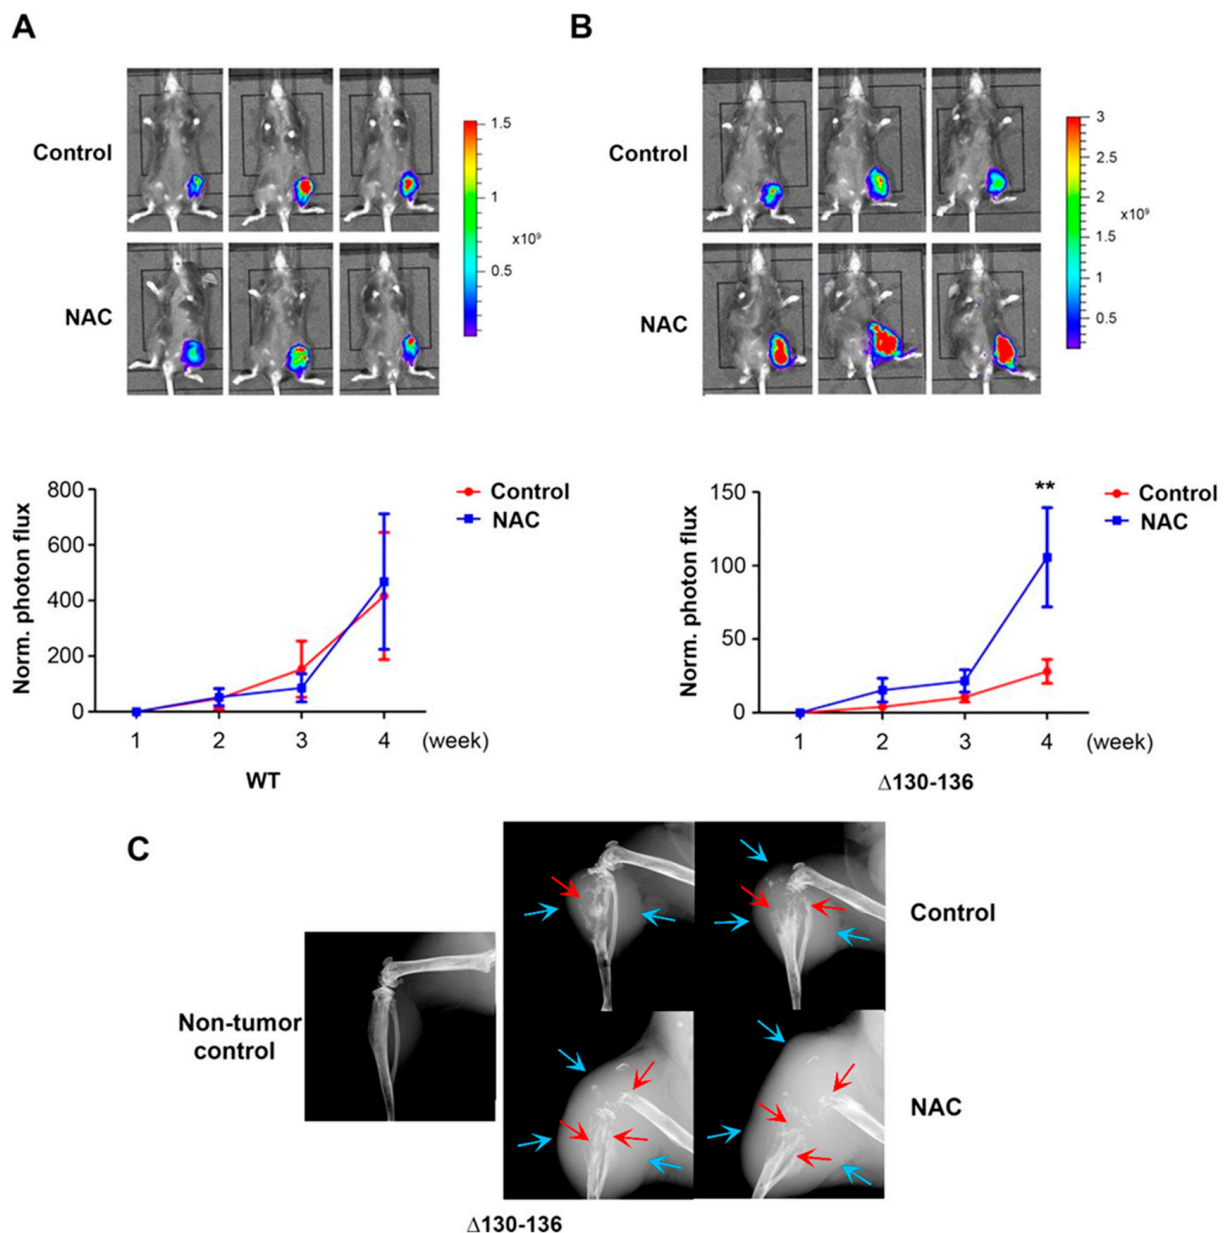 A
B
Control
NAC
1.5
1
0.5
x10⁹
Control
NAC
3
2.5
2
1.5
1
0.5
x10⁹
Norm. photon flux
800
600
400
200
0
1 2 3 4 (week)
WT
Control
NAC
Norm. photon flux
150
100
50
0
**
1 2 3 4 (week)
Δ130-136
Control
NAC
C
Non-tumor
control
Control
NAC
Δ130-136